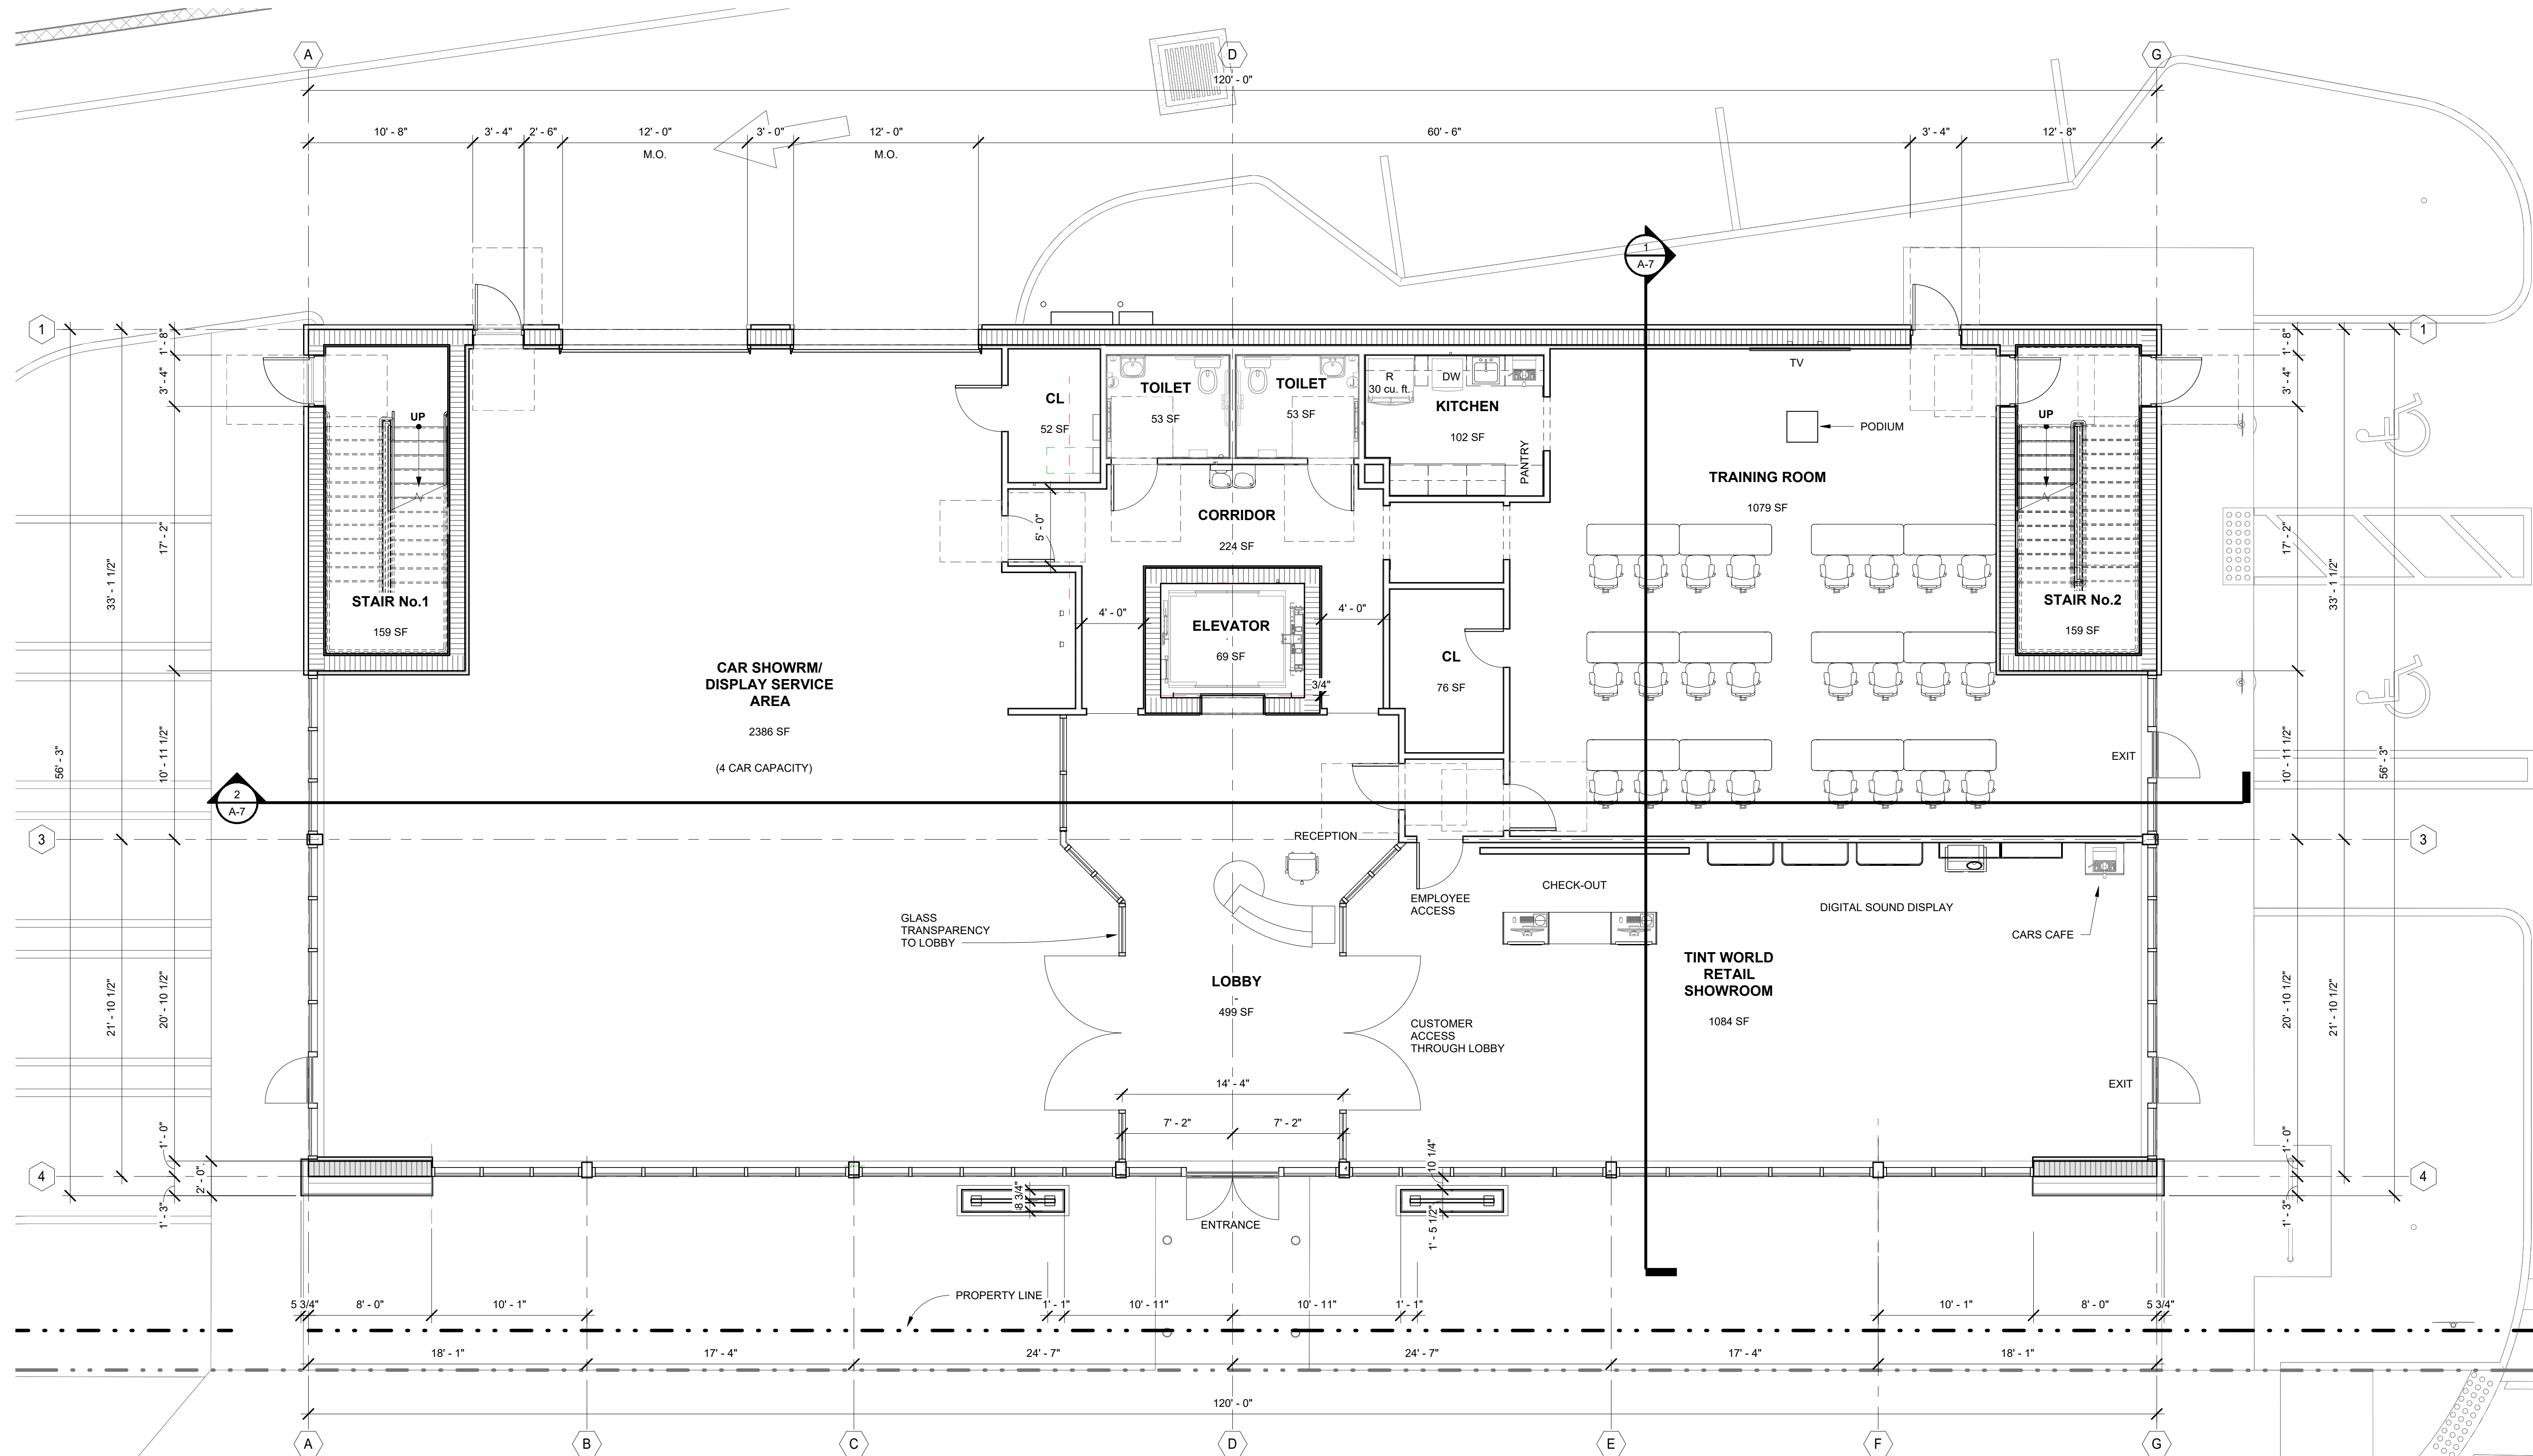 A
D
G
120' - 0"
10' - 8"
3' - 4"
2' - 6"
12' - 0"
3' - 0"
12' - 0"
60' - 6"
3' - 4"
12' - 8"
M.O.
M.O.
1
A-7
1
1
1' - 8"
3' - 4"
17' - 2"
33' - 1 1/2"
10' - 11 1/2"
56' - 3"
20' - 10 1/2"
21' - 10 1/2"
1' - 0"
2' - 0"
1' - 3"
3
4
2
A-7
UP
STAIR No.1
159 SF
CAR SHOWRM/
DISPLAY SERVICE
AREA
2386 SF
(4 CAR CAPACITY)
CL
52 SF
TOILET
53 SF
TOILET
53 SF
R
30 cu. ft.
DW
KITCHEN
102 SF
PANTRY
CORRIDOR
224 SF
5' - 0"
4' - 0"
4' - 0"
ELEVATOR
69 SF
3/4"
CL
76 SF
TV
PODIUM
TRAINING ROOM
1079 SF
UP
STAIR No.2
159 SF
EXIT
1' - 8"
3' - 4"
17' - 2"
33' - 1 1/2"
10' - 11 1/2"
56' - 3"
20' - 10 1/2"
21' - 10 1/2"
1' - 0"
1' - 3"
3
4
RECEPTION
GLASS
TRANSPARENCY
TO LOBBY
EMPLOYEE
ACCESS
CHECK-OUT
DIGITAL SOUND DISPLAY
CARS CAFE
LOBBY
-
499 SF
TINT WORLD
RETAIL
SHOWROOM
1084 SF
CUSTOMER
ACCESS
THROUGH LOBBY
EXIT
14' - 4"
7' - 2"
7' - 2"
8 3/4"
10 1/4"
1' - 5 1/2"
ENTRANCE
PROPERTY LINE
5 3/4"
8' - 0"
10' - 1"
1' - 1"
10' - 11"
10' - 11"
1' - 1"
10' - 1"
8' - 0"
5 3/4"
18' - 1"
17' - 4"
24' - 7"
24' - 7"
17' - 4"
18' - 1"
120' - 0"
A
B
C
D
E
F
G